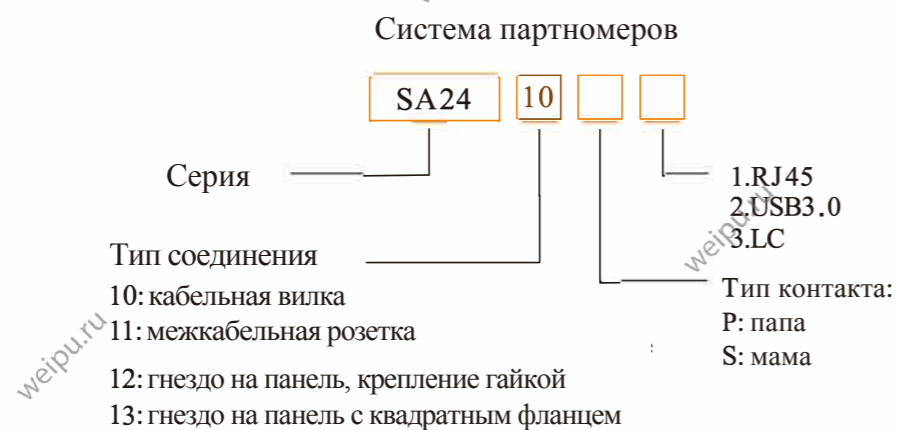 Система партномеров
SA24 10
Серия
1.RJ45
2.USB3.0
3.LC
weipu.ru
Тип соединения
10: кабельная вилка
11: межкабельная розетка
12: гнездо на панель, крепление гайкой
13: гнездо на панель с квадратным фланцем
Тип контакта:
P: папа
S: мама
weipu.ru